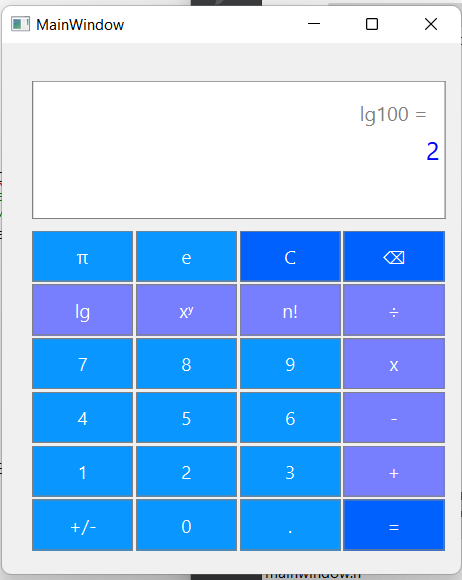 MainWindow
lg100 =
2
π e C ⌫
lg xʸ n! ÷
7 8 9 x
4 5 6 -
1 2 3 +
+/- 0 . =
mainwindow.h